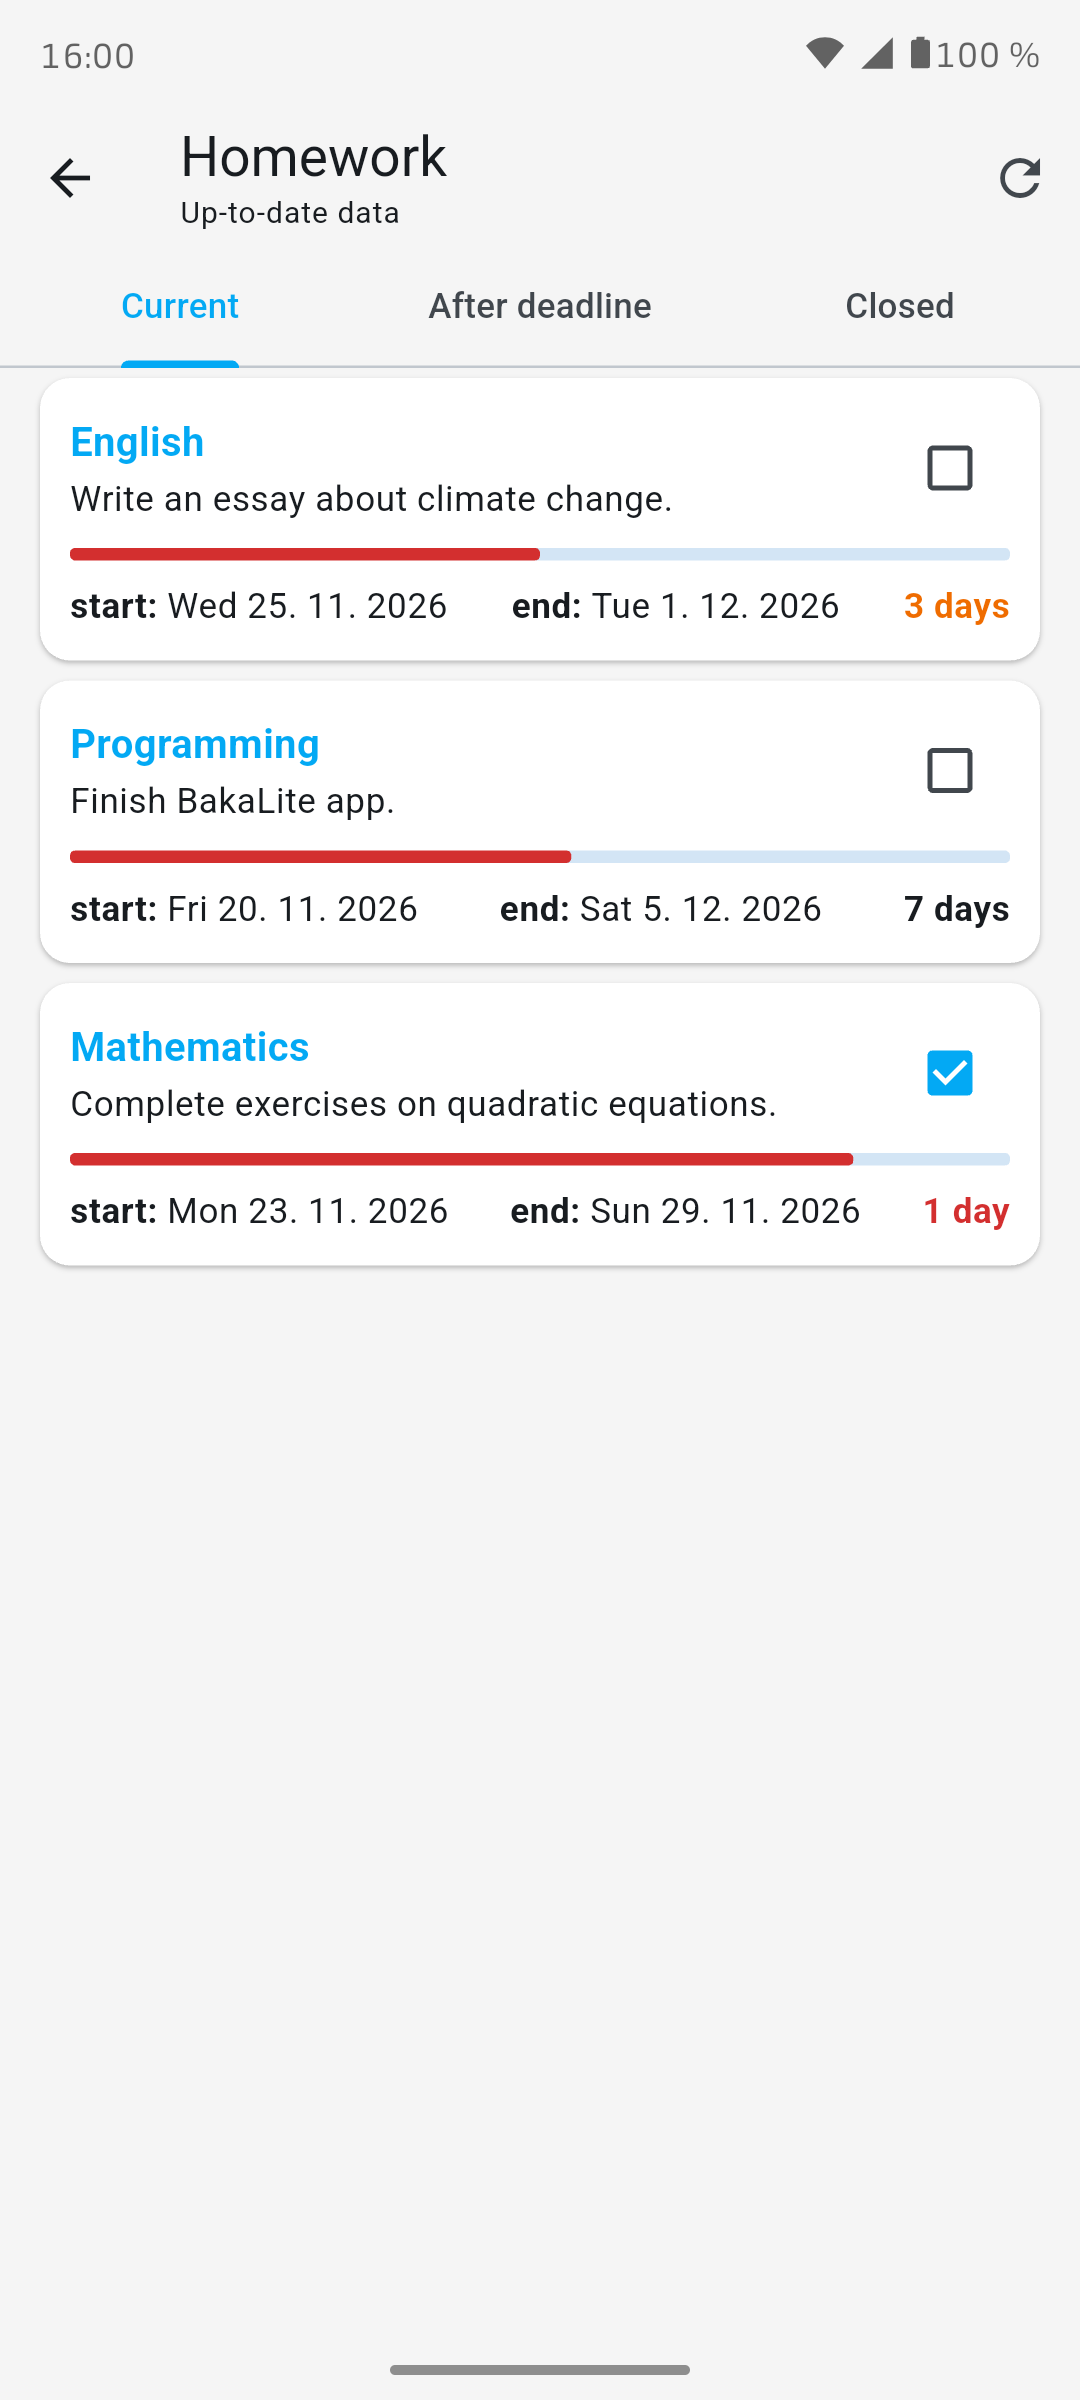 16:00 100 %
Homework
Up-to-date data
Current After deadline Closed
English
Write an essay about climate change.
start: Wed 25. 11. 2026 end: Tue 1. 12. 2026 3 days
Programming
Finish BakaLite app.
start: Fri 20. 11. 2026 end: Sat 5. 12. 2026 7 days
Mathematics
Complete exercises on quadratic equations.
start: Mon 23. 11. 2026 end: Sun 29. 11. 2026 1 day